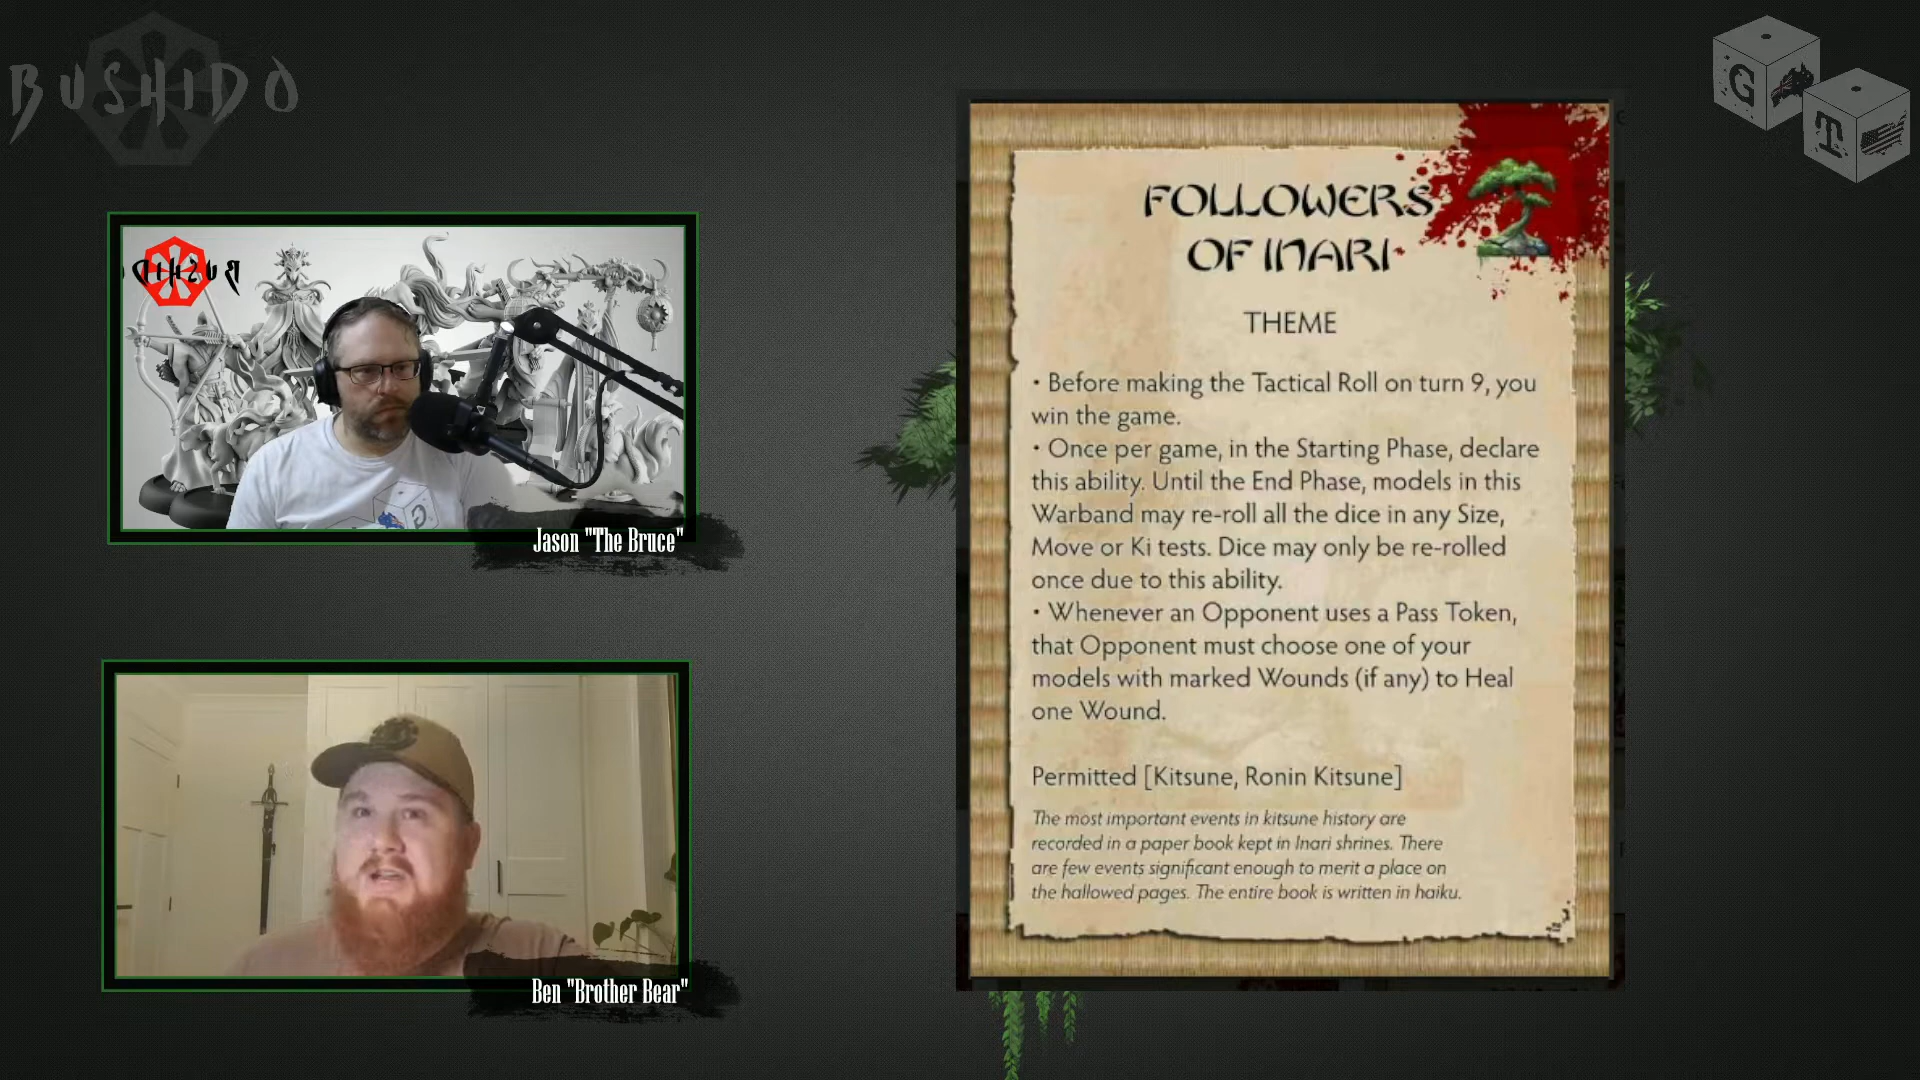 BUSHIDO
G
T
BUSHIDO
G
Jason "The Bruce"
Ben "Brother Bear"
FOLLOWERS
OF INARI
THEME
• Before making the Tactical Roll on turn 9, you
win the game.
• Once per game, in the Starting Phase, declare
this ability. Until the End Phase, models in this
Warband may re-roll all the dice in any Size,
Move or Ki tests. Dice may only be re-rolled
once due to this ability.
• Whenever an Opponent uses a Pass Token,
that Opponent must choose one of your
models with marked Wounds (if any) to Heal
one Wound.
Permitted [Kitsune, Ronin Kitsune]
The most important events in kitsune history are
recorded in a paper book kept in Inari shrines. There
are few events significant enough to merit a place on
the hallowed pages. The entire book is written in haiku.